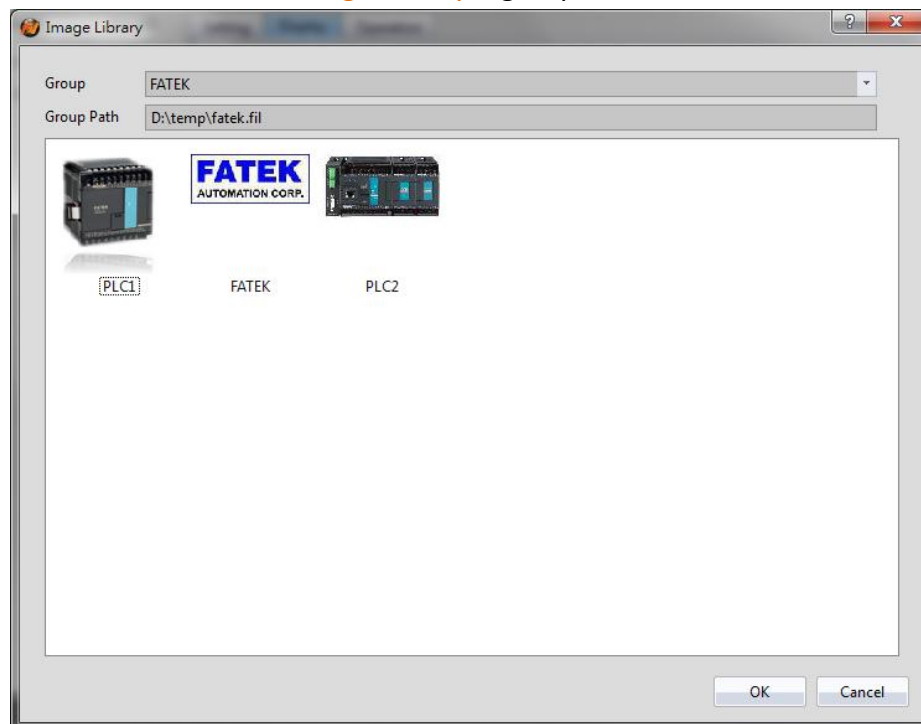 Image Library
Group
FATEK
Group Path
D:\temp\fatek.fil
FATEK
AUTOMATION CORP.
PLC1
FATEK
PLC2
OK
Cancel